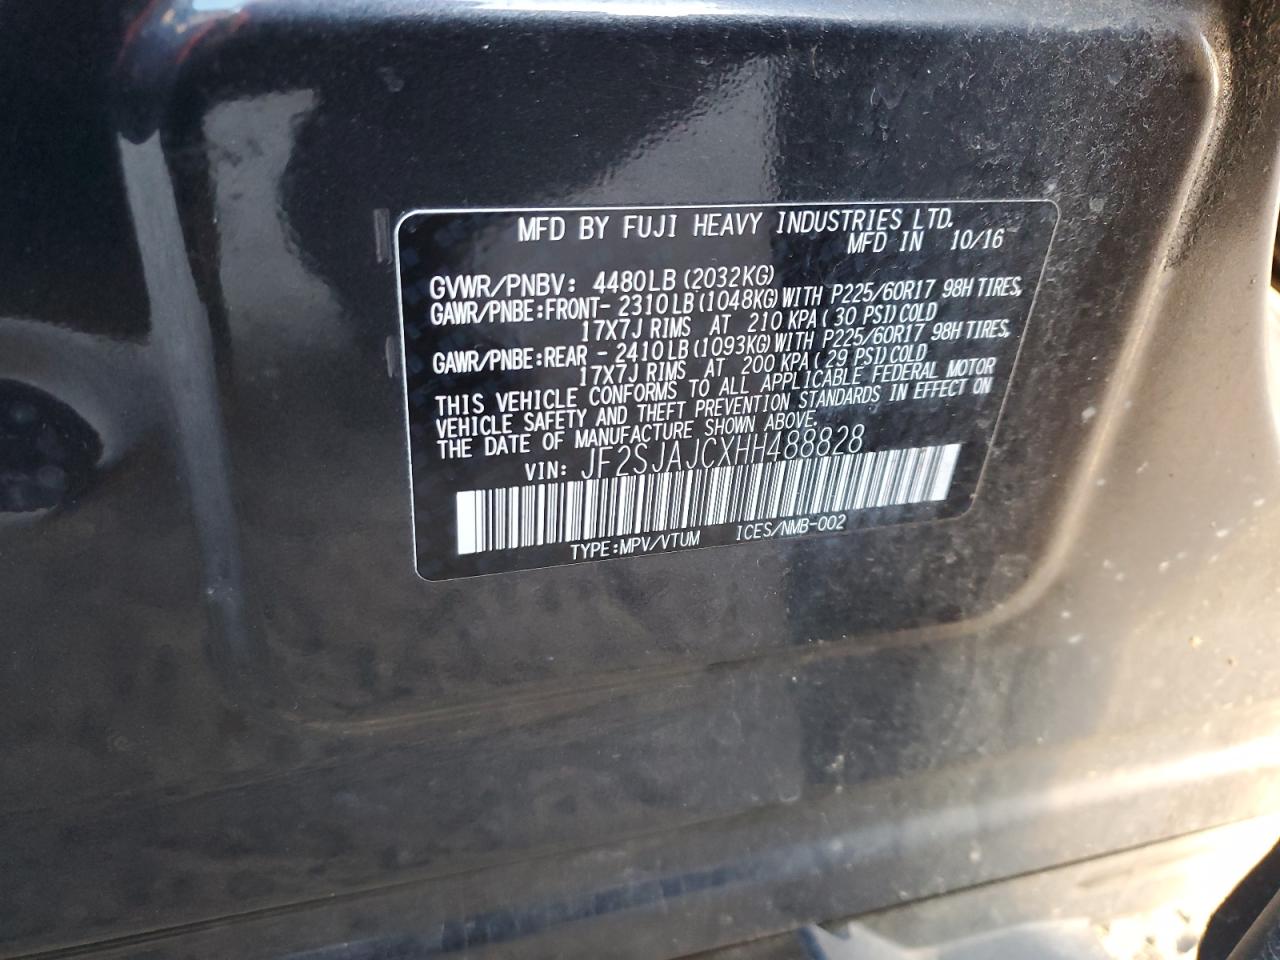 MFD BY FUJI HEAVY INDUSTRIES LTD.
MFD IN 10/16
GVWR/PNBV: 4480LB (2032KG)
GAWR/PNBE:FRONT- 2310LB (1048KG) WITH P225/60R17 98H TIRES,
17X7J RIMS AT 210 KPA ( 30 PSI) COLD
GAWR/PNBE:REAR - 2410LB (1093KG) WITH P225/60R17 98H TIRES,
17X7J RIMS AT 200 KPA ( 29 PSI) COLD
THIS VEHICLE CONFORMS TO ALL APPLICABLE FEDERAL MOTOR
VEHICLE SAFETY AND THEFT PREVENTION STANDARDS IN EFFECT ON
THE DATE OF MANUFACTURE SHOWN ABOVE.
VIN: JF2SJAJCXHH488828
TYPE:MPV/VTUM ICES/NMB-002